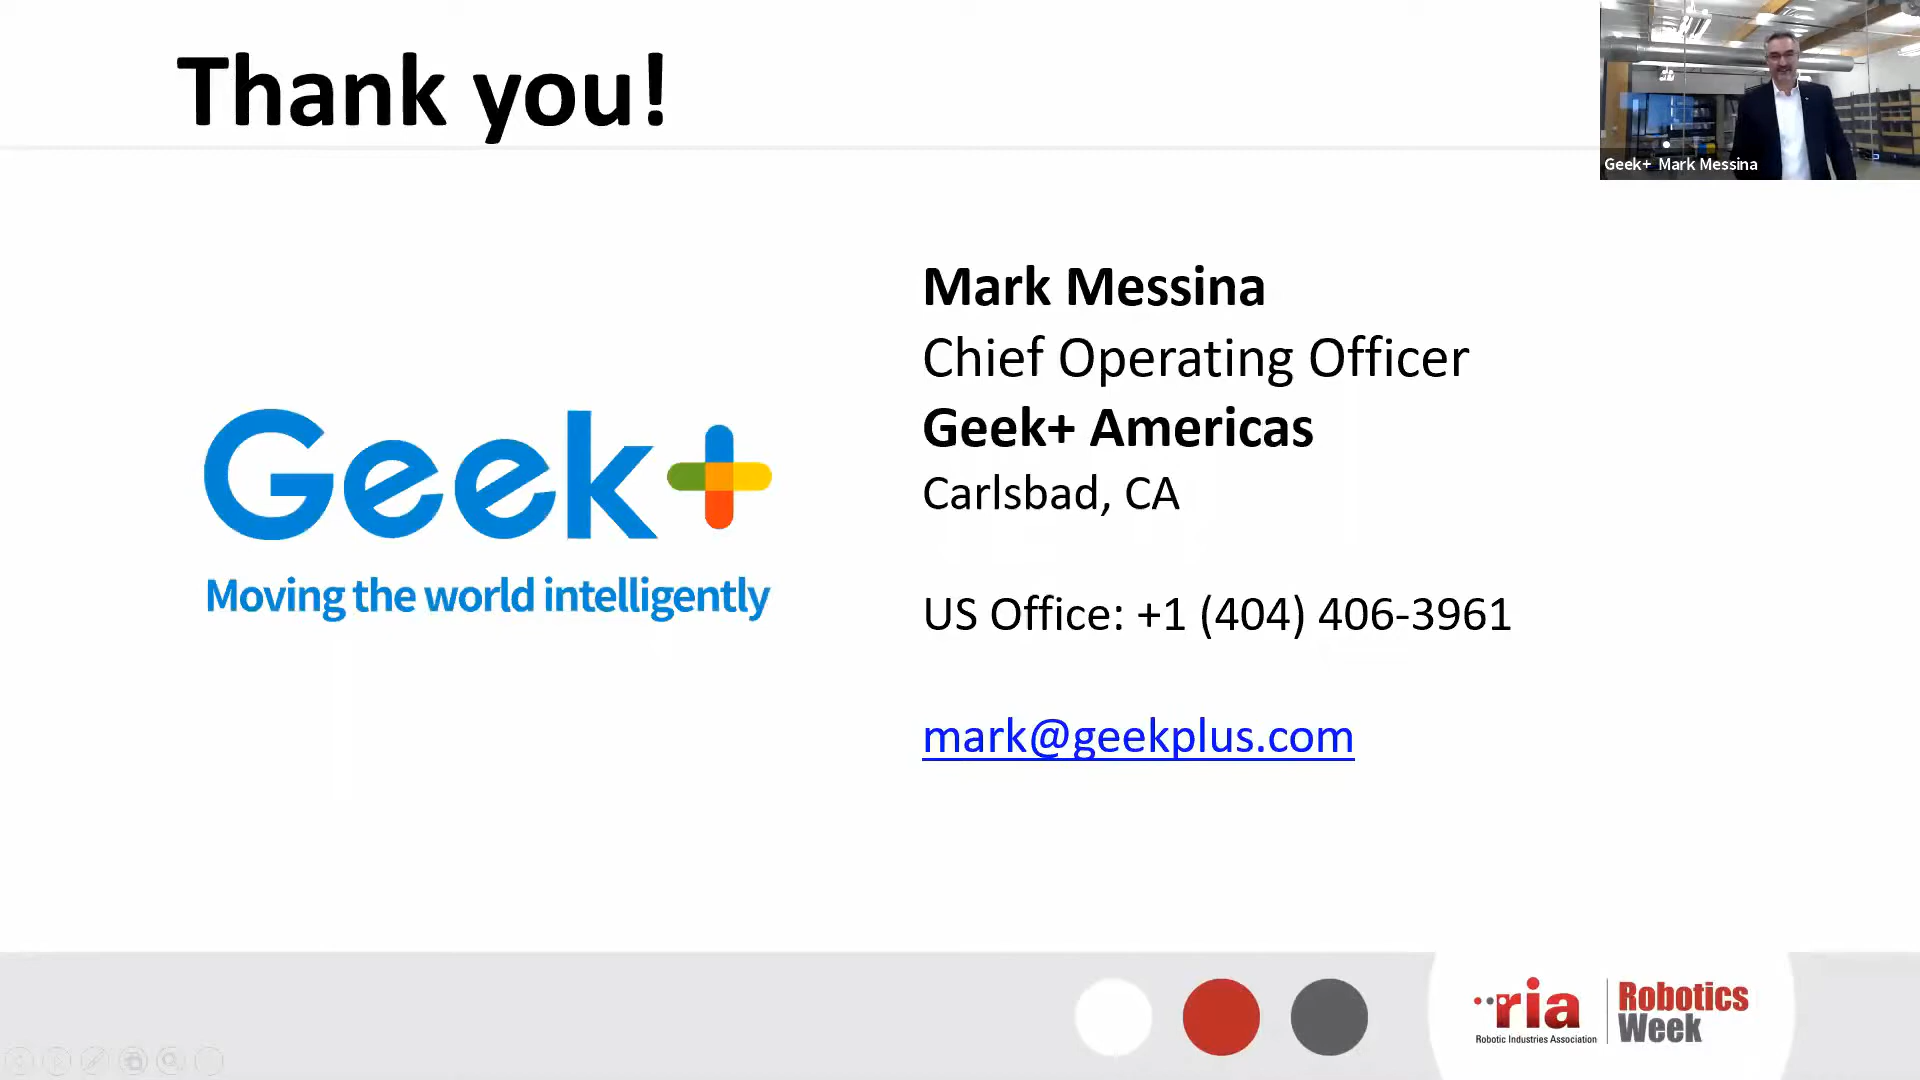 Thank you!
Geek+ Mark Messina
Mark Messina
Chief Operating Officer
Geek+ Americas
Carlsbad, CA
US Office: +1 (404) 406-3961
mark@geekplus.com
Geek+
Moving the world intelligently
ria
Robotic Industries Association
Robotics
Week